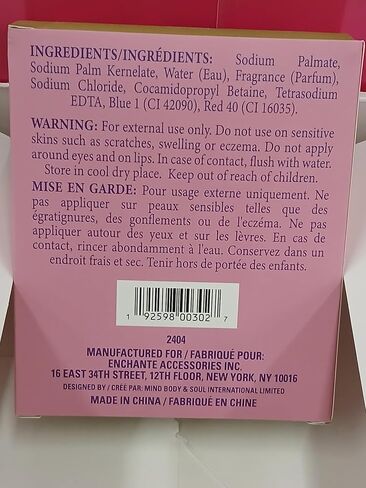 INGREDIENTS/INGRÉDIENTS: Sodium Palmate,
Sodium Palm Kernelate, Water (Eau), Fragrance (Parfum),
Sodium Chloride, Cocamidopropyl Betaine, Tetrasodium
EDTA, Blue 1 (CI 42090), Red 40 (CI 16035).
WARNING: For external use only. Do not use on sensitive
skins such as scratches, swelling or eczema. Do not apply
around eyes and on lips. In case of contact, flush with water.
Store in cool dry place. Keep out of reach of children.
MISE EN GARDE: Pour usage externe uniquement. Ne
pas appliquer sur peaux sensibles telles que des
égratignures, des gonflements ou de l'eczéma. Ne pas
appliquer autour des yeux et sur les lèvres. En cas de
contact, rincer abondamment à l'eau. Conservez dans un
endroit frais et sec. Tenir hors de portée des enfants.
1 92598 00302 7
2404
MANUFACTURED FOR / FABRIQUÉ POUR:
ENCHANTE ACCESSORIES INC.
16 EAST 34TH STREET, 12TH FLOOR, NEW YORK, NY 10016
DESIGNED BY / CRÉÉ PAR: MIND BODY & SOUL INTERNATIONAL LIMITED
MADE IN CHINA / FABRIQUÉ EN CHINE